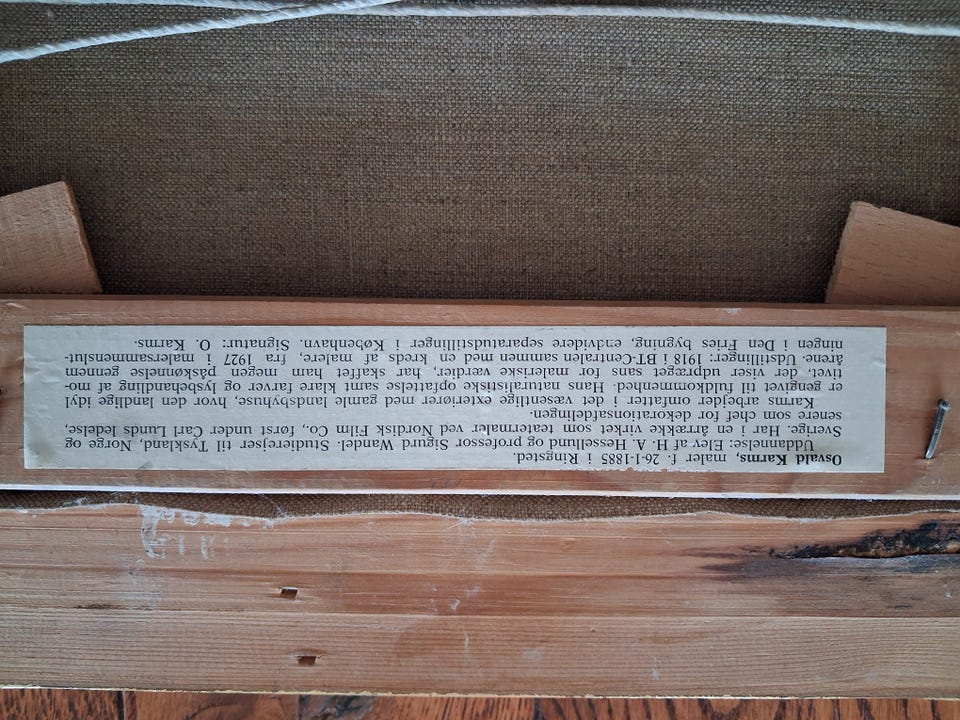 Osvald Karms, maler f. 26-1-1885 i Ringsted.
Uddannelse: Elev af H. A. Hessellund og professor Sigurd Wandel. Studierejser til Tyskland, Norge og
Sverige. Har i en årrække virket som teatermaler ved Nordisk Film Co., først under Carl Lunds ledelse,
senere som chef for dekorationsafdelingen.
Karms arbejder omfatter i det væsentlige exteriører med gamle landsbyhuse, hvor den landlige idyl
er gengivet til fuldkommenhed. Hans naturalistiske opfattelse samt klare farver og lysbehandling af mo-
tivet, der viser udpræget sans for maleriske værdier, har skaffet ham megen påskønnelse gennem
årene. Udstillinger: 1918 i BT-Centralen sammen med en kreds af malere, fra 1927 i malersammenslut-
ningen i Den Fries bygning, endvidere separatudstillinger i København. Signatur: O. Karms.